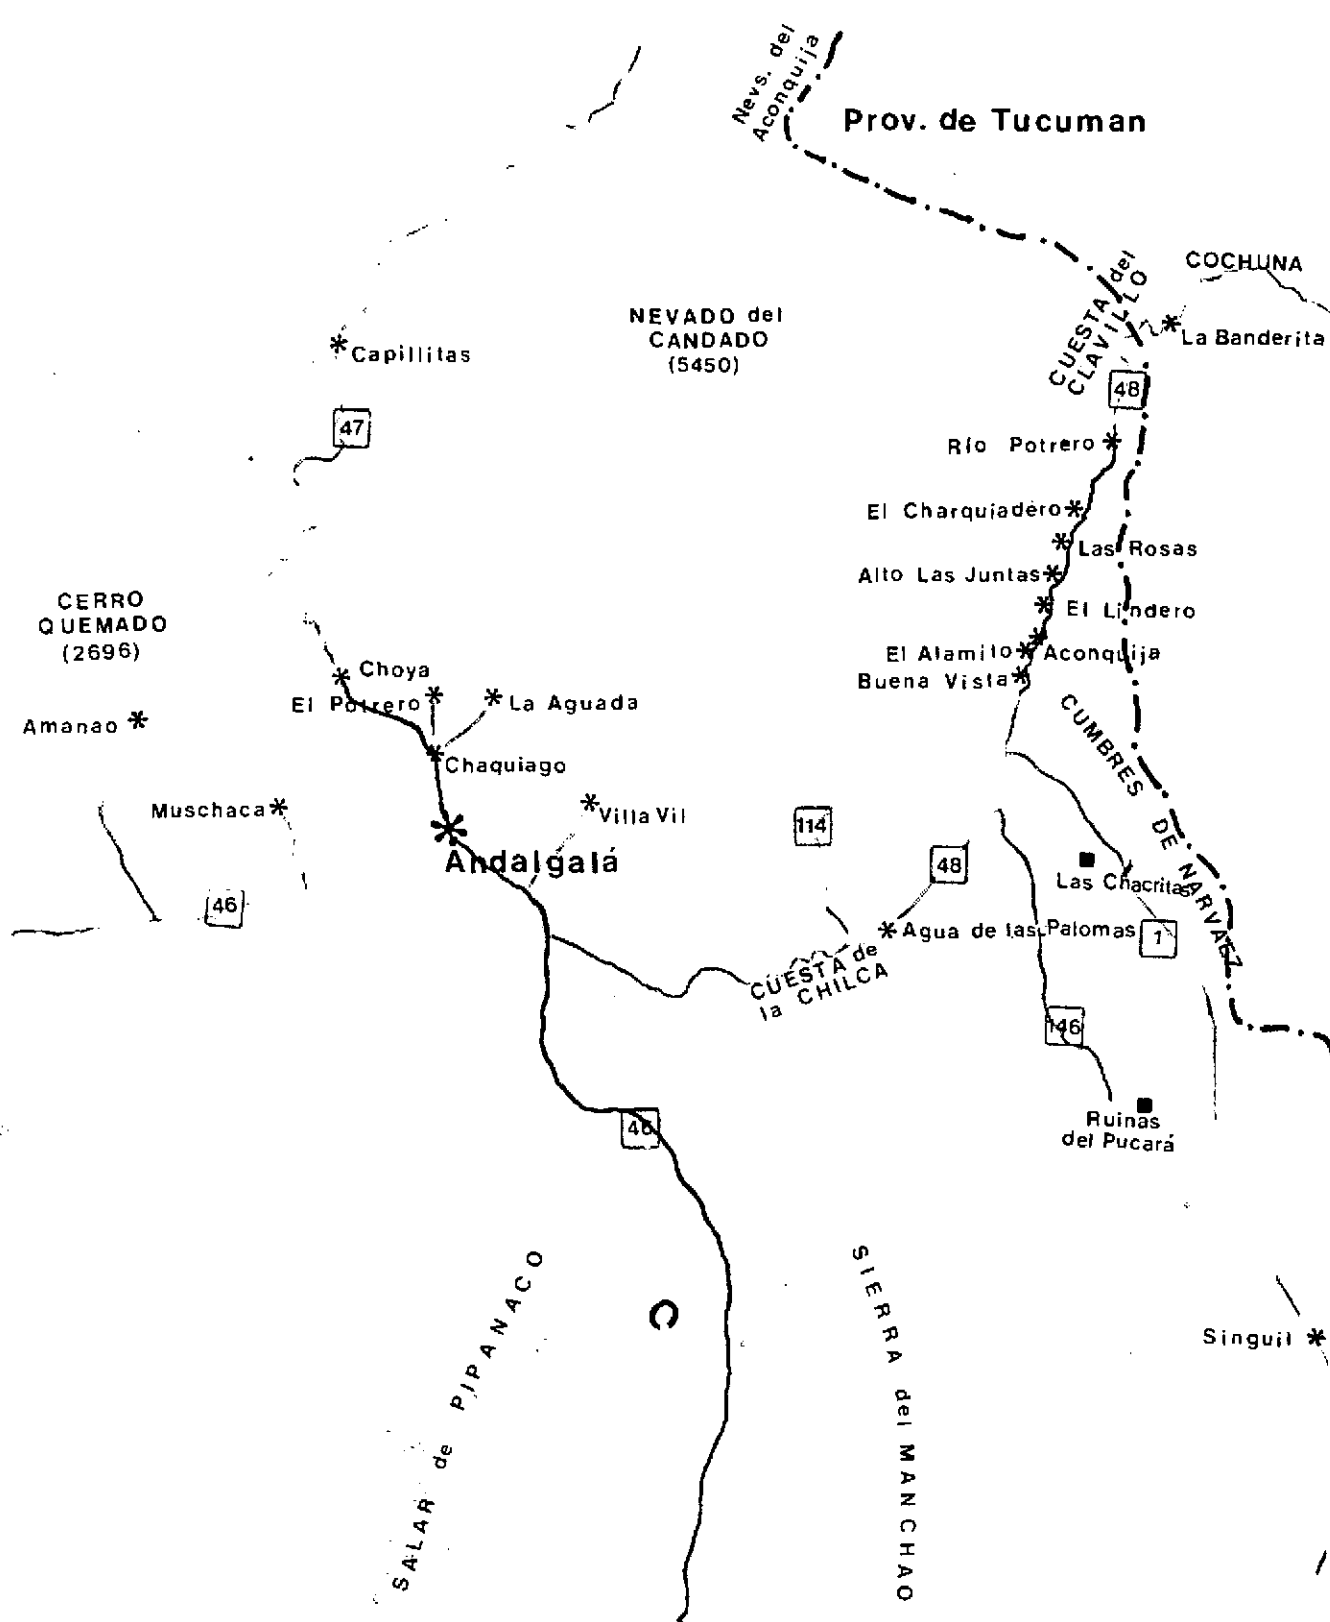 Nevs. del
Aconquija
Prov. de Tucuman
COCHUNA
CUESTA del
CLAVILLO
La Banderita
NEVADO del
CANDADO
(5450)
Capillitas
48
47
Río Potrero
El Charquiadero
Las Rosas
Alto Las Juntas
El Lindero
CERRO
QUEMADO
(2696)
El Alamito
Aconquija
Buena Vista
Choya
El Potrero
La Aguada
Amanao
CUMBRES DE NARVAEZ
Chaquiago
Muschaca
Villa Vil
114
Andalgalá
48
Las Chacritas
46
Agua de las Palomas
1
CUESTA de
la CHILCA
146
46
Ruinas
del Pucará
SALAR de PIPANACO
C
SIERRA del MANCHAO
Singuil